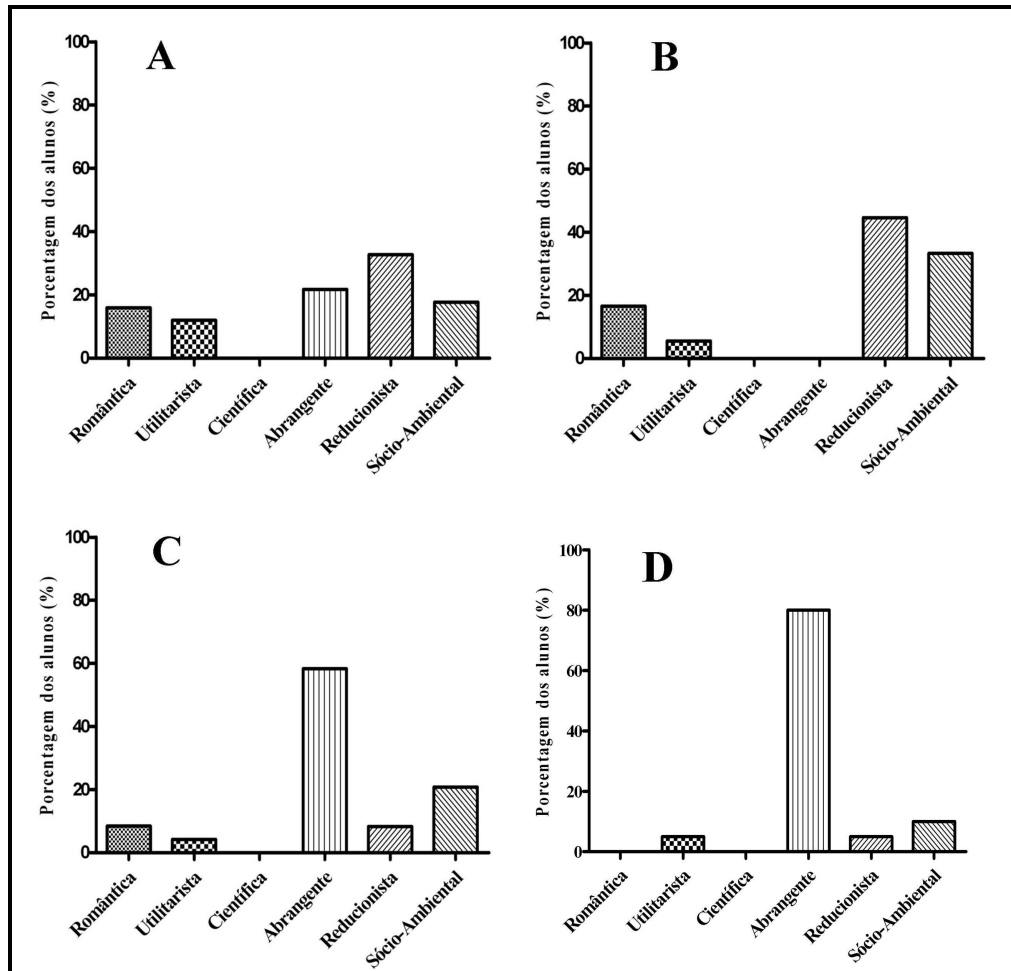 A
Porcentagem dos alunos (%)
100
80
60
40
20
0
Romântica
Utilitarista
Científica
Abrangente
Reducionista
Sócio-Ambiental
B
Porcentagem dos alunos (%)
100
80
60
40
20
0
Romântica
Utilitarista
Científica
Abrangente
Reducionista
Sócio-Ambiental
C
Porcentagem dos alunos (%)
100
80
60
40
20
0
Romântica
Utilitarista
Científica
Abrangente
Reducionista
Sócio-Ambiental
D
Porcentagem dos alunos (%)
100
80
60
40
20
0
Romântica
Utilitarista
Científica
Abrangente
Reducionista
Sócio-Ambiental